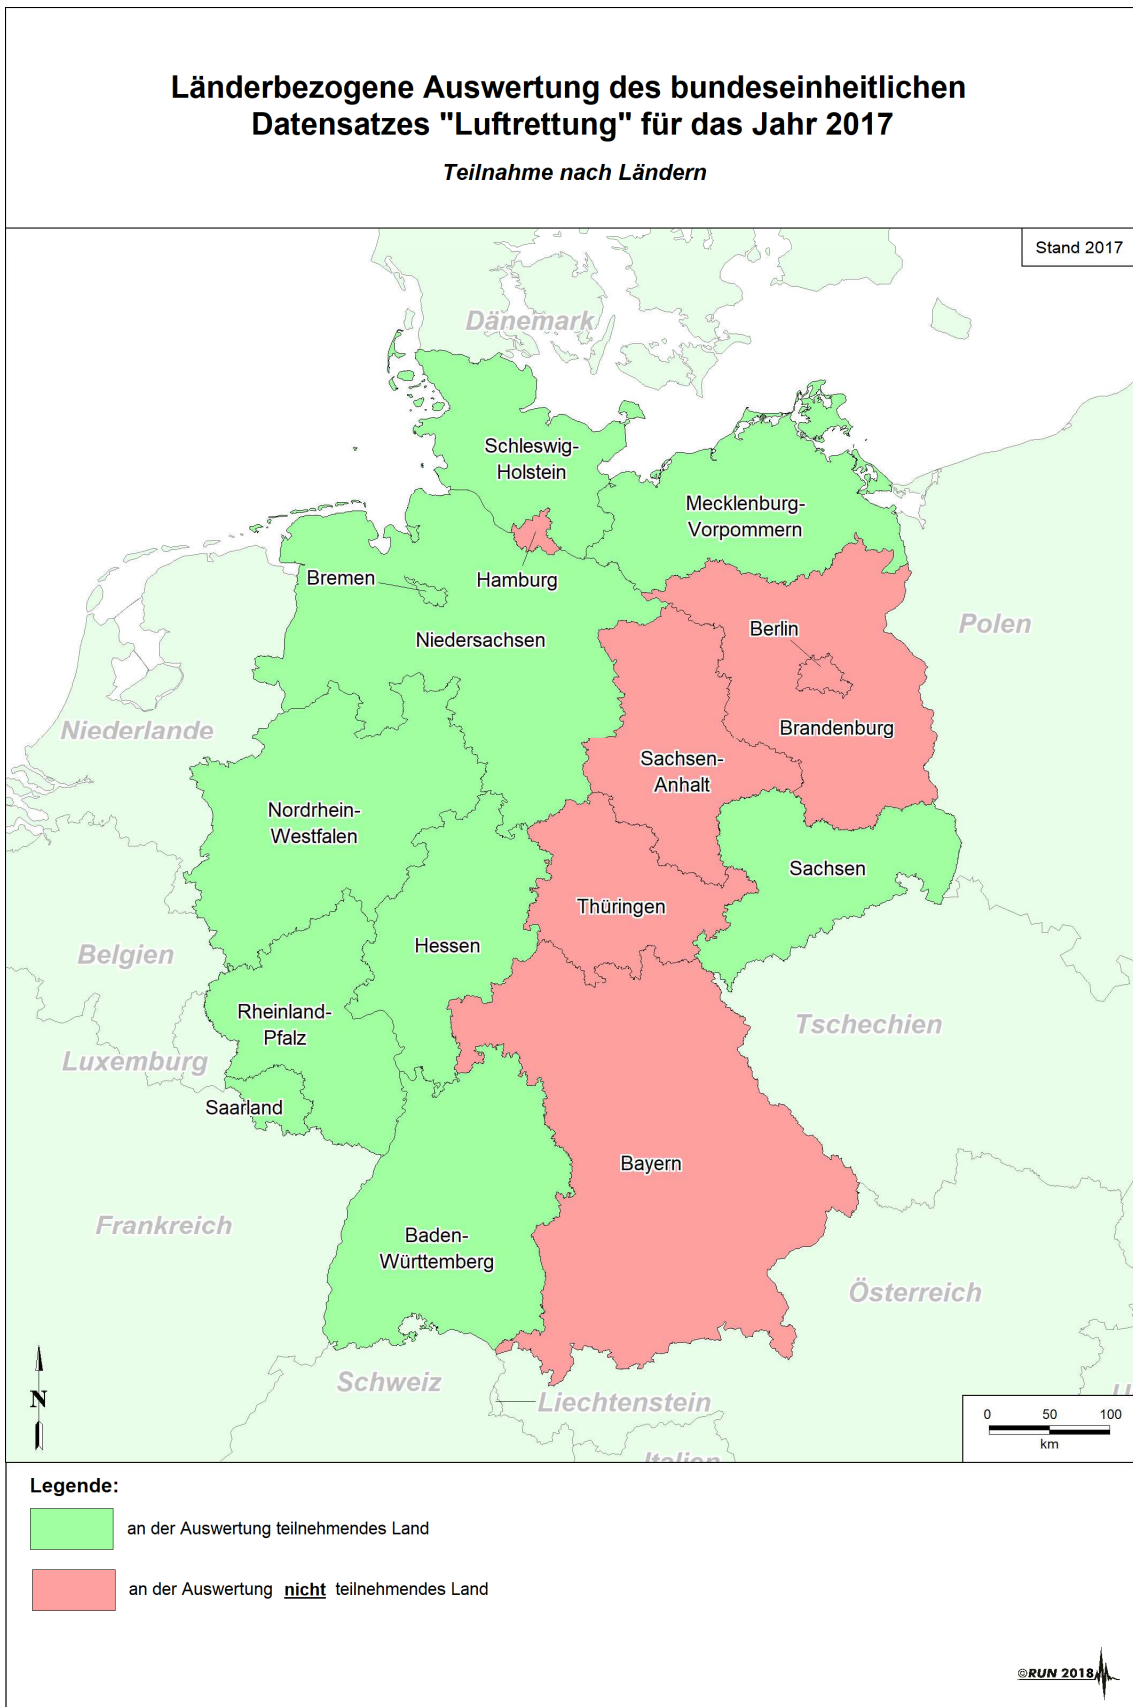 Länderbezogene Auswertung des bundeseinheitlichen
Datensatzes "Luftrettung" für das Jahr 2017
Teilnahme nach Ländern
Stand 2017
Dänemark
Schleswig-
Holstein
Mecklenburg-
Vorpommern
Bremen
Hamburg
Niedersachsen
Berlin
Polen
Niederlande
Brandenburg
Sachsen-
Anhalt
Nordrhein-
Westfalen
Sachsen
Thüringen
Hessen
Belgien
Rheinland-
Pfalz
Tschechien
Luxemburg
Saarland
Bayern
Frankreich
Baden-
Württemberg
Österreich
Schweiz
Liechtenstein
Italien
N
0 50 100
km
Legende:
an der Auswertung teilnehmendes Land
an der Auswertung nicht teilnehmendes Land
©RUN 2018